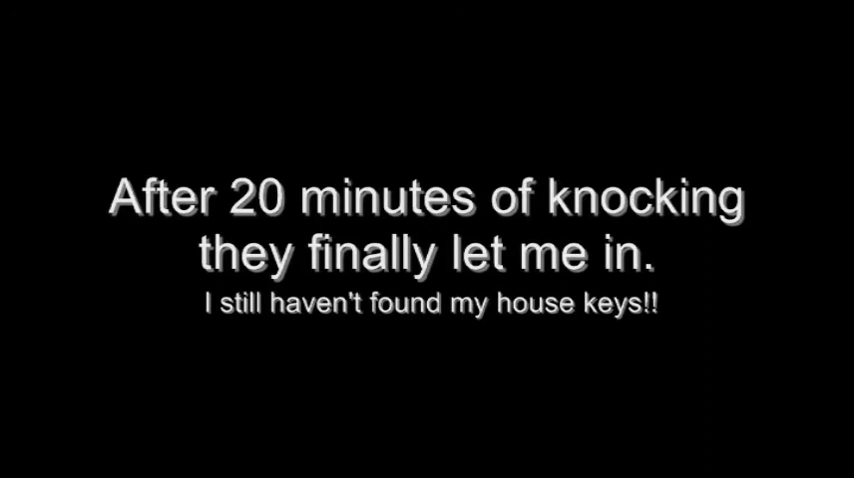 After 20 minutes of knocking
they finally let me in.
I still haven't found my house keys!!